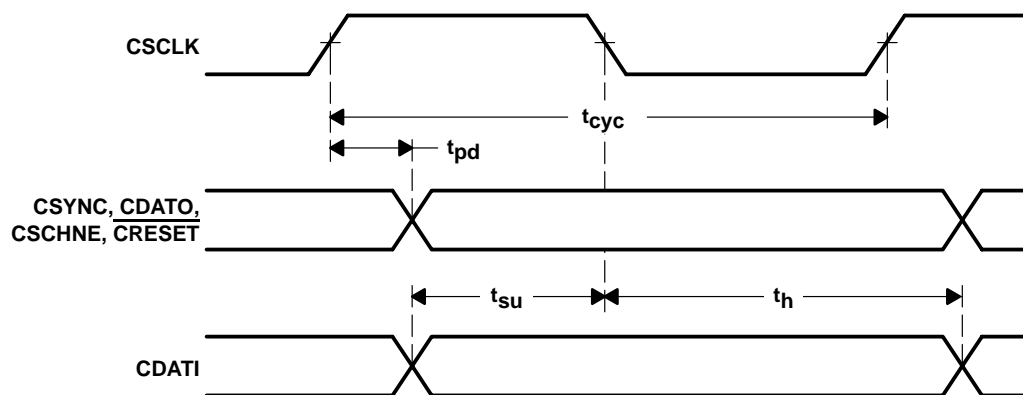 CSCLK
tcyc
tpd
CSYNC, CDATO,
CSCHNE, CRESET
tsu
th
CDATI